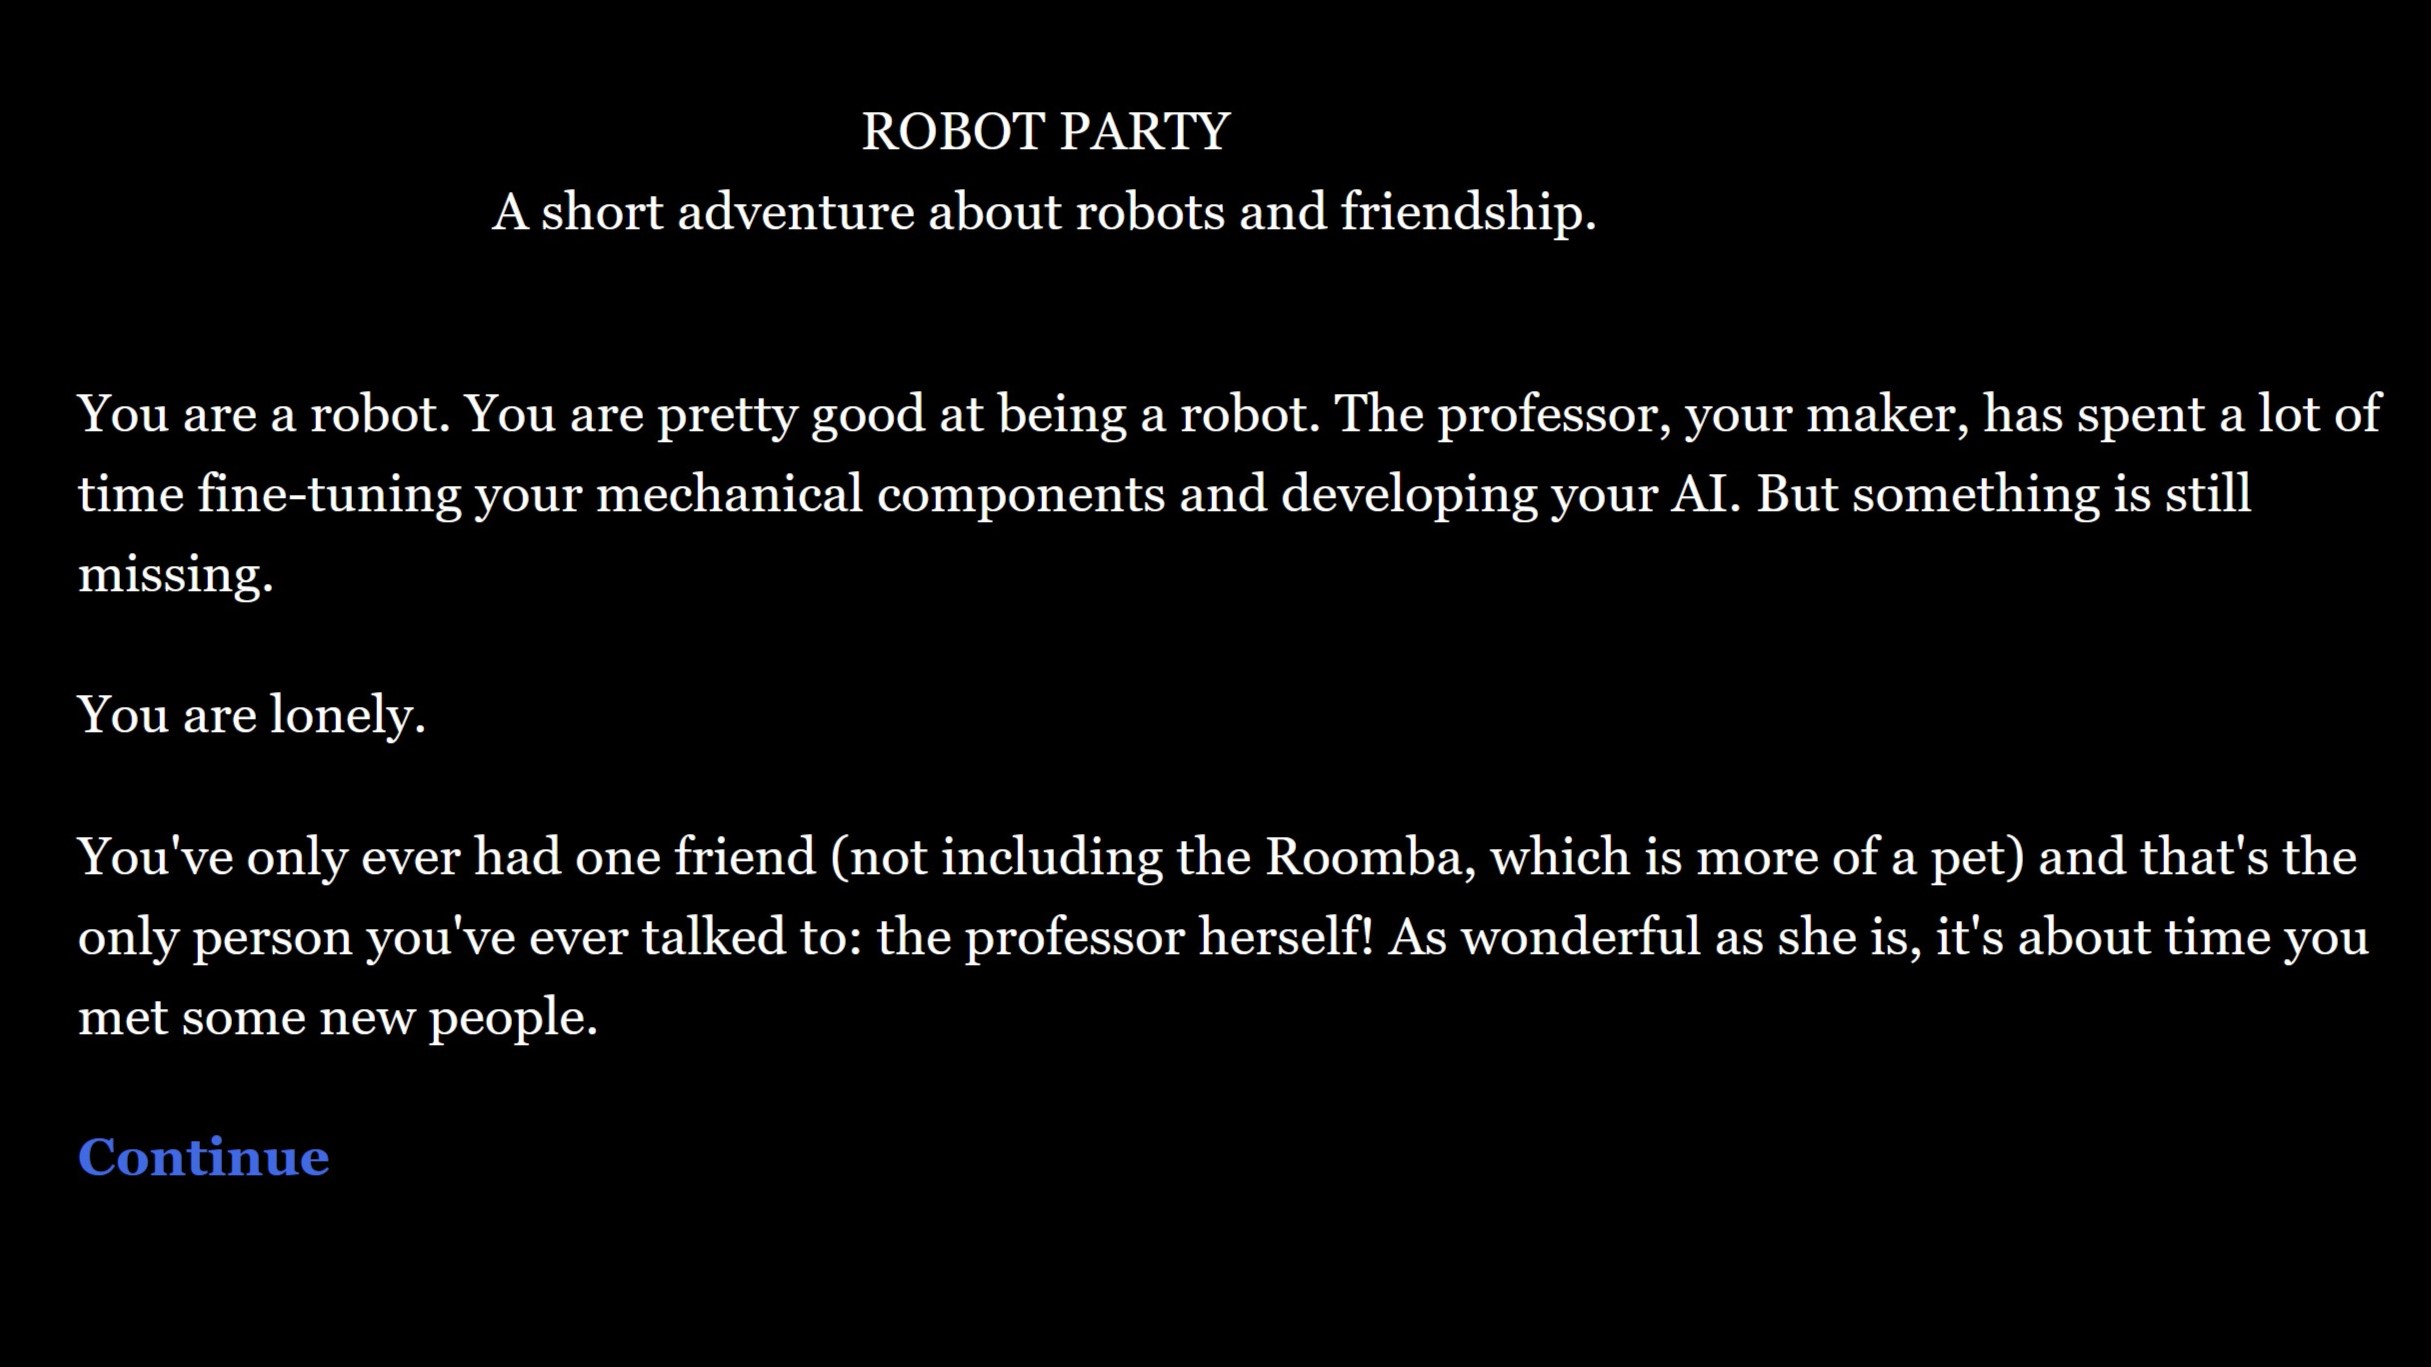 ROBOT PARTY
A short adventure about robots and friendship.
You are a robot. You are pretty good at being a robot. The professor, your maker, has spent a lot of
time fine-tuning your mechanical components and developing your AI. But something is still
missing.
You are lonely.
You've only ever had one friend (not including the Roomba, which is more of a pet) and that's the
only person you've ever talked to: the professor herself! As wonderful as she is, it's about time you
met some new people.
Continue